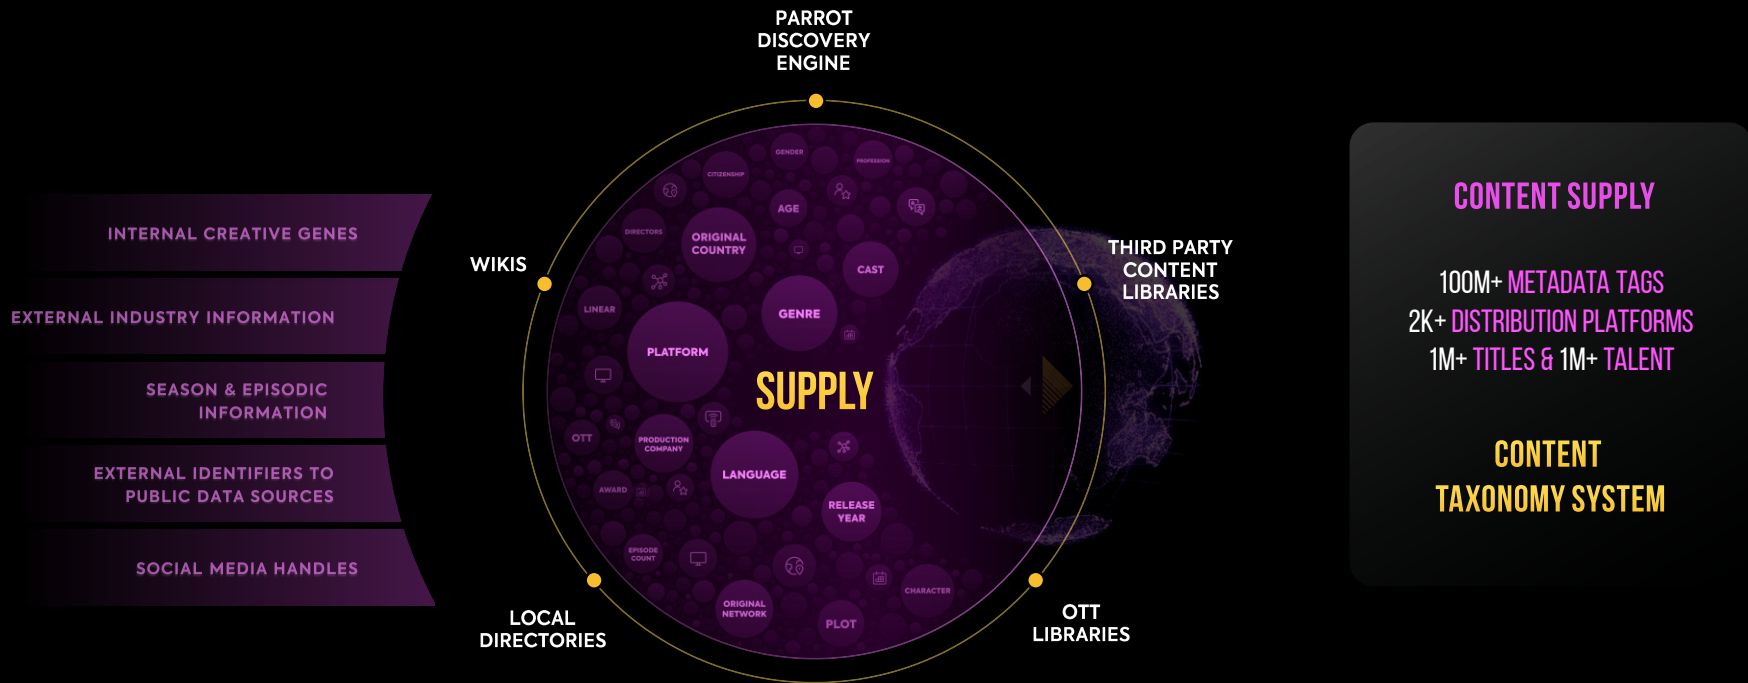 PARROT
DISCOVERY
ENGINE
INTERNAL CREATIVE GENES
EXTERNAL INDUSTRY INFORMATION
SEASON & EPISODIC
INFORMATION
EXTERNAL IDENTIFIERS TO
PUBLIC DATA SOURCES
SOCIAL MEDIA HANDLES
WIKIS
LOCAL
DIRECTORIES
GENDER
PROFESSION
CITIZENSHIP
AGE
DIRECTORS
ORIGINAL
COUNTRY
CAST
LINEAR
GENRE
PLATFORM
SUPPLY
OTT
PRODUCTION
COMPANY
LANGUAGE
AWARD
RELEASE
YEAR
EPISODE
COUNT
CHARACTER
ORIGINAL
NETWORK
PLOT
THIRD PARTY
CONTENT
LIBRARIES
OTT
LIBRARIES
CONTENT SUPPLY
100M+ METADATA TAGS
2K+ DISTRIBUTION PLATFORMS
1M+ TITLES & 1M+ TALENT
CONTENT
TAXONOMY SYSTEM